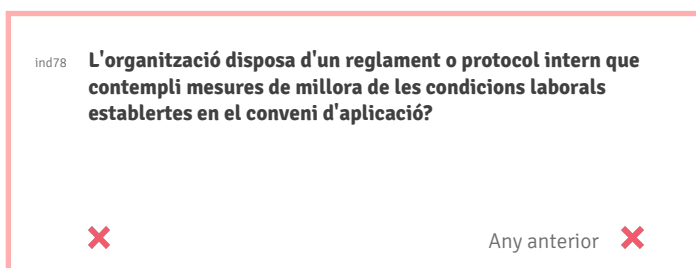 ind78 L'organització disposa d'un reglament o protocol intern que
contempli mesures de millora de les condicions laborals
establertes en el conveni d'aplicació?
Any anterior